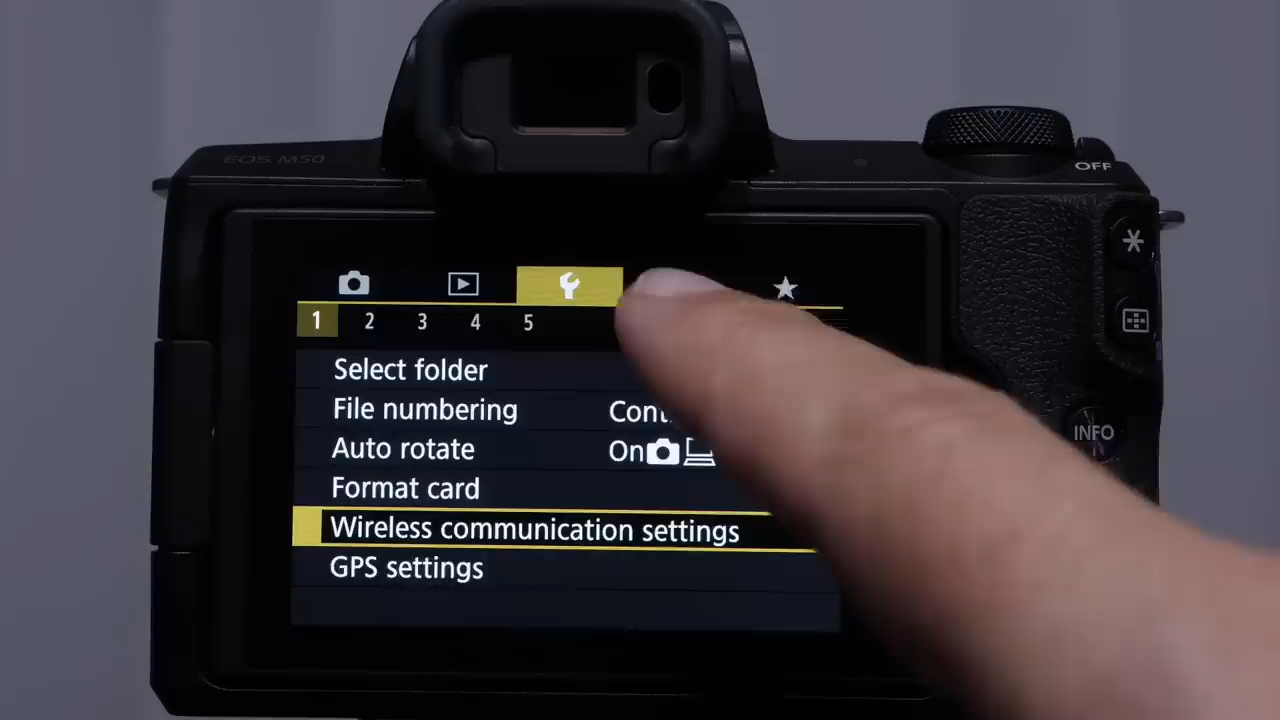 EOS M50
OFF
1 2 3 4 5
Select folder
File numbering
Auto rotate On
Format card
Wireless communication settings
GPS settings
INFO